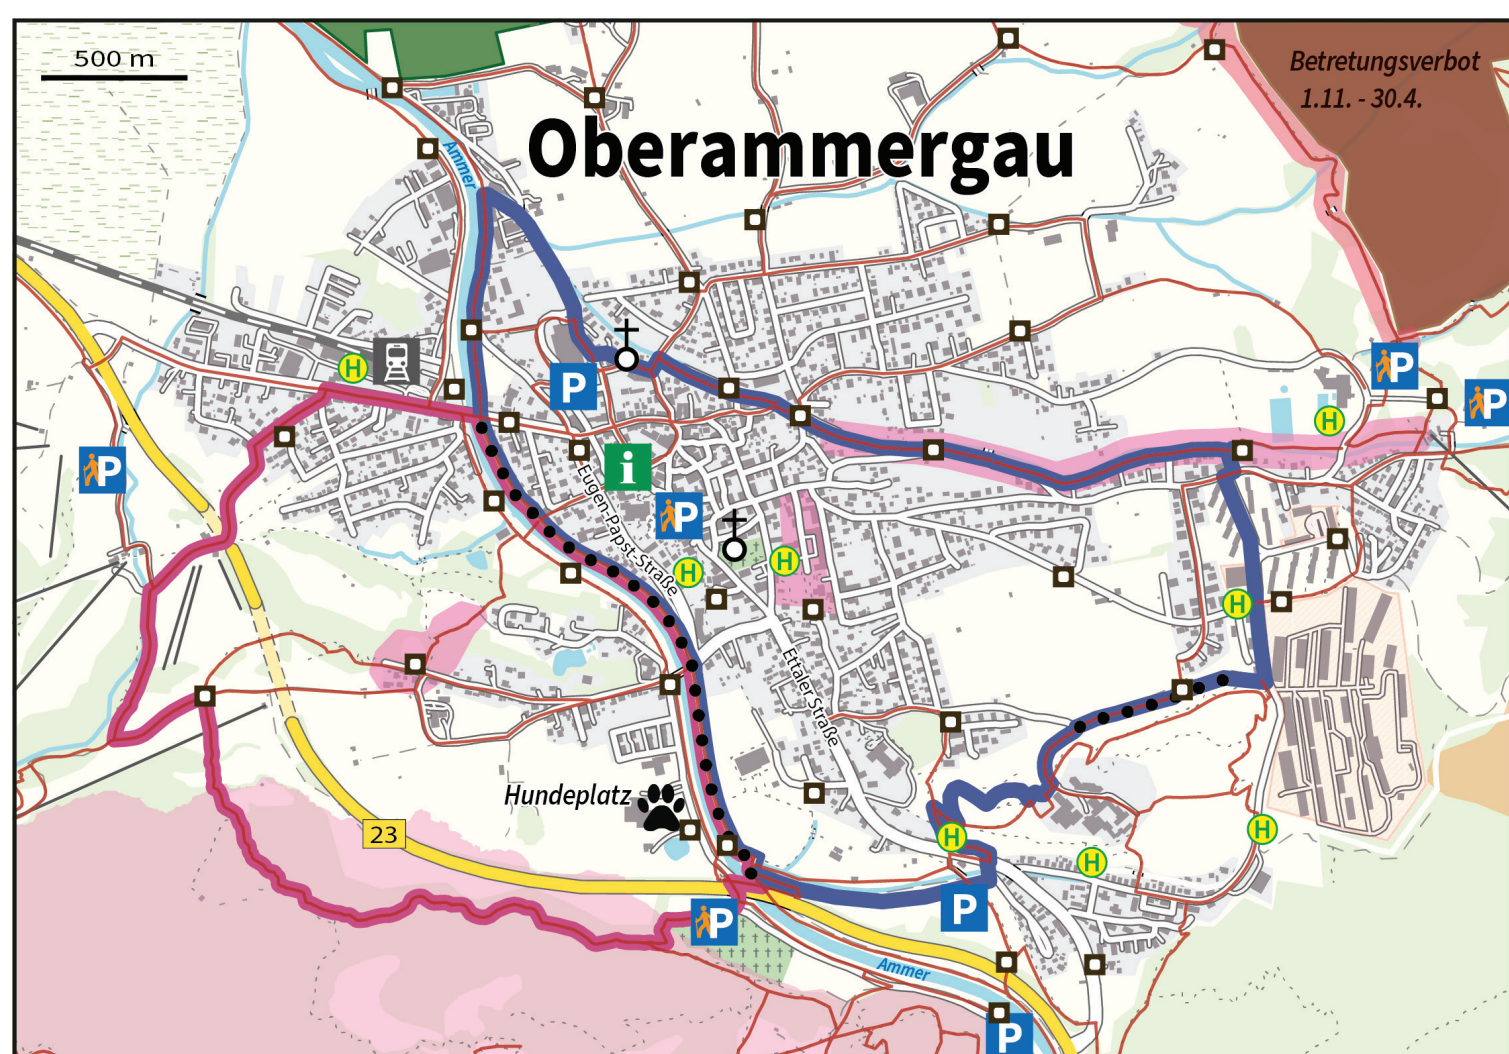 500 m
Betretungsverbot
1.11. - 30.4.
Oberammergau
Ammer
H
P
H
P
P
P
i
P
Eugen-Papst-Straße
H
H
H
Ettaler Straße
Hundeplatz
23
H
H
H
P
P
Ammer
P